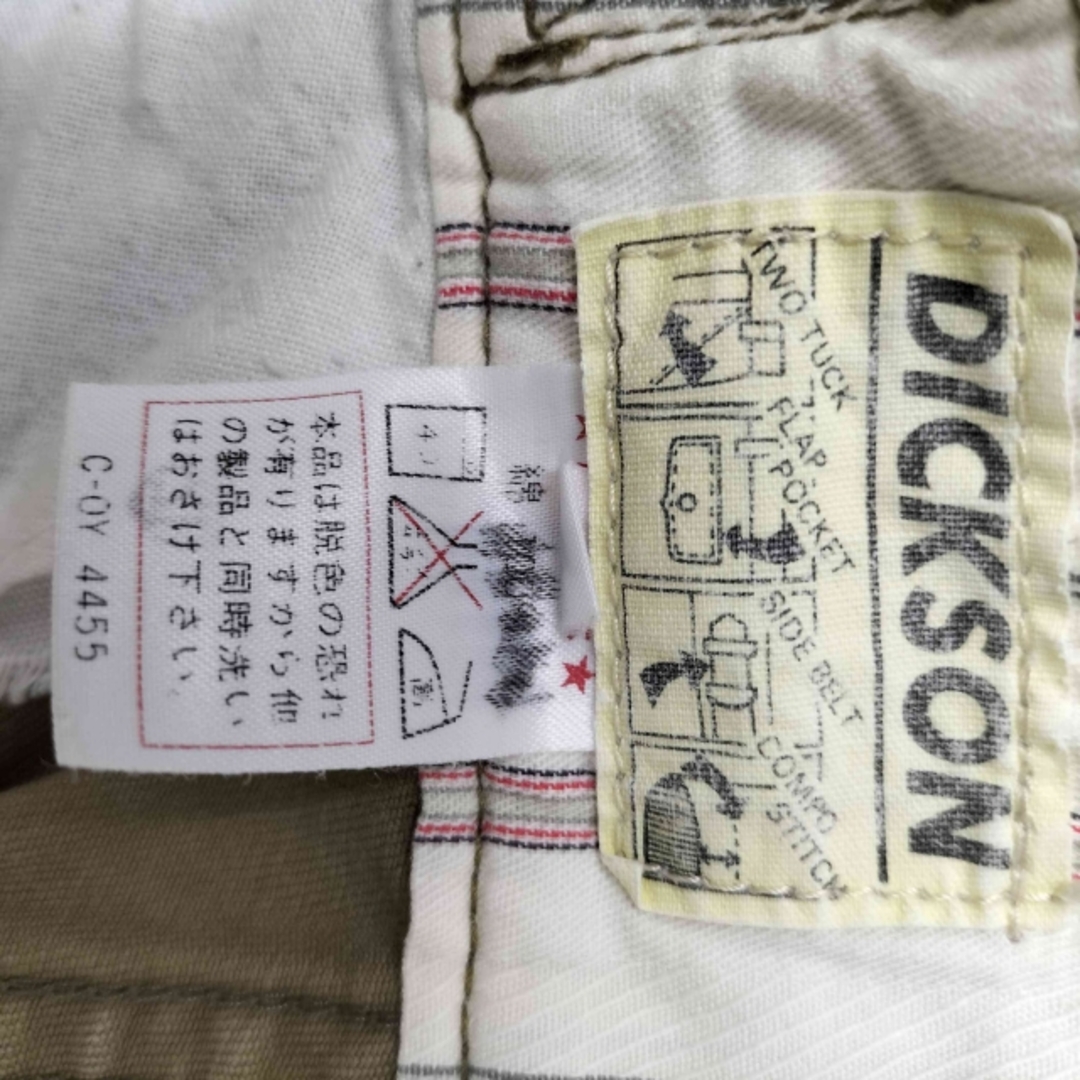 DICKSON
TWO TUCK
FLAP POCKET
SIDE BELT
COMPO
STITCH
綿
本品は脱色の恐れ
が有りますから他
の製品と同時洗い
はおさけ下さい。
C-0Y 4455